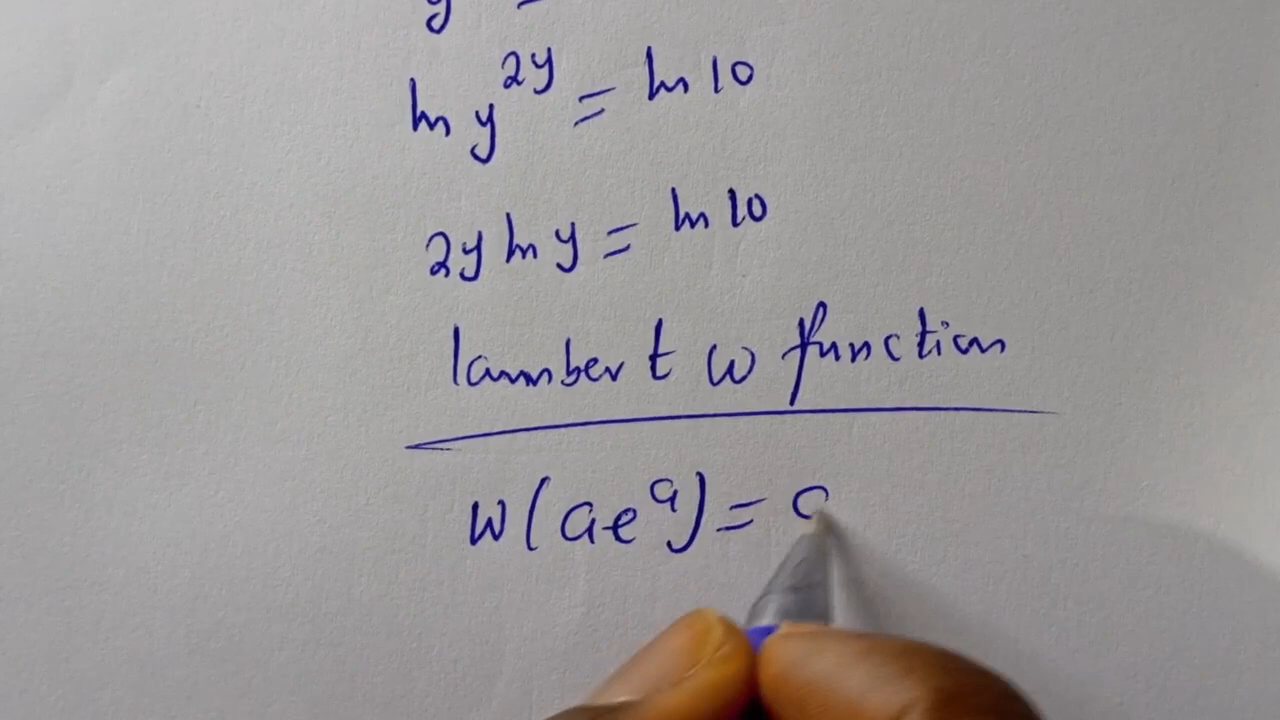 y =
ln y^2y = ln 10
2y ln y = ln 10
lambert w function
W(ae^a) = a